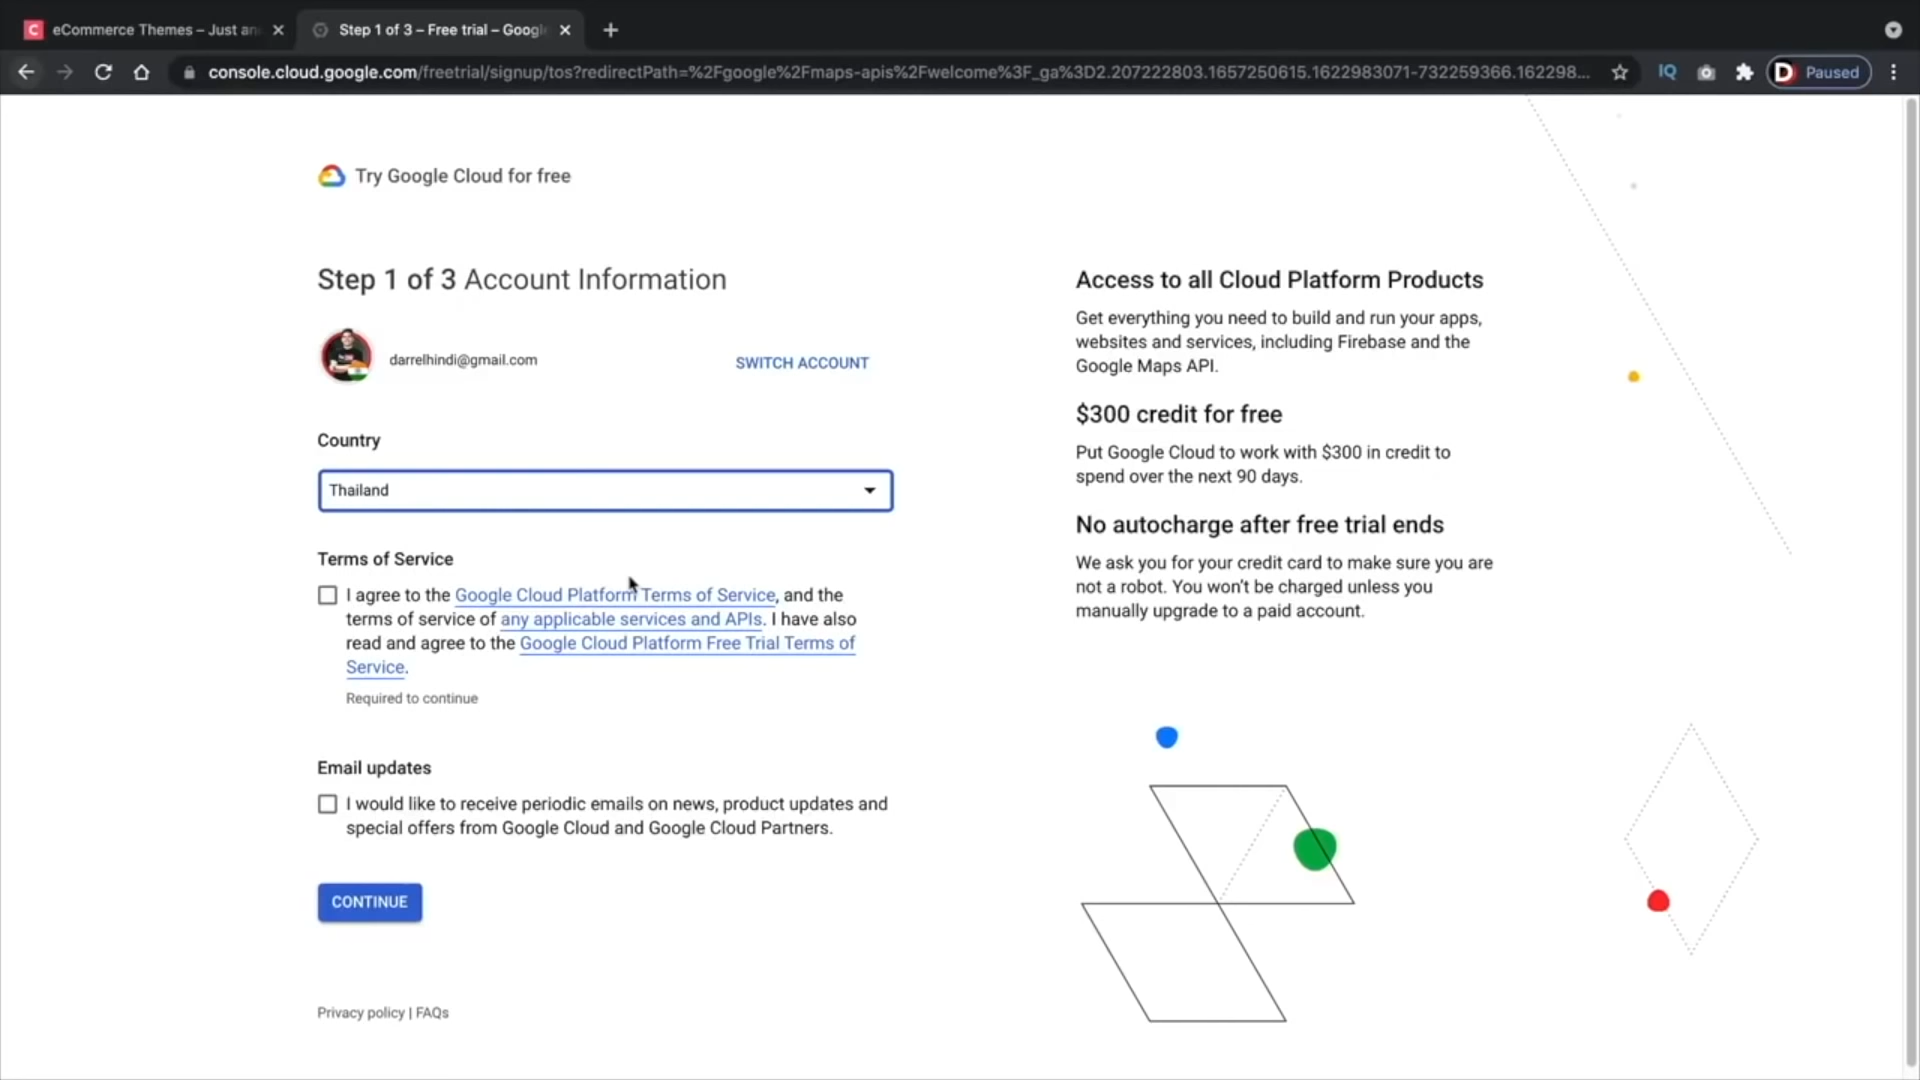 eCommerce Themes – Just an
Step 1 of 3 – Free trial – Googl
console.cloud.google.com/freetrial/signup/tos?redirectPath=%2Fgoogle%2Fmaps-apis%2Fwelcome%3F_ga%3D2.207222803.1657250615.1622983071-732259366.162298...
IQ
D
Paused
Try Google Cloud for free
Step 1 of 3 Account Information
darrelhindi@gmail.com
SWITCH ACCOUNT
Country
Thailand
Terms of Service
I agree to the Google Cloud Platform Terms of Service, and the
terms of service of any applicable services and APIs. I have also
read and agree to the Google Cloud Platform Free Trial Terms of
Service.
Required to continue
Email updates
I would like to receive periodic emails on news, product updates and
special offers from Google Cloud and Google Cloud Partners.
CONTINUE
Privacy policy | FAQs
Access to all Cloud Platform Products
Get everything you need to build and run your apps,
websites and services, including Firebase and the
Google Maps API.
$300 credit for free
Put Google Cloud to work with $300 in credit to
spend over the next 90 days.
No autocharge after free trial ends
We ask you for your credit card to make sure you are
not a robot. You won't be charged unless you
manually upgrade to a paid account.